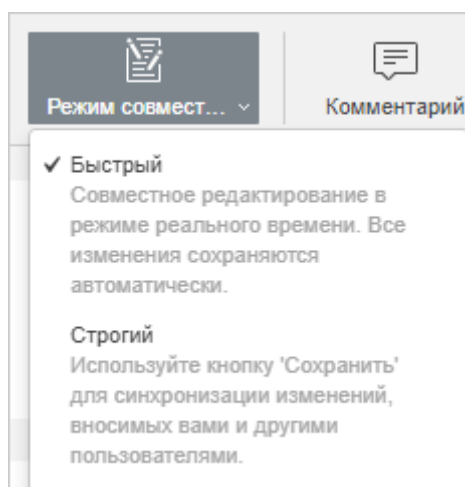 Режим совмест...
Комментарий
Быстрый
Совместное редактирование в
режиме реального времени. Все
изменения сохраняются
автоматически.
Строгий
Используйте кнопку 'Сохранить'
для синхронизации изменений,
вносимых вами и другими
пользователями.